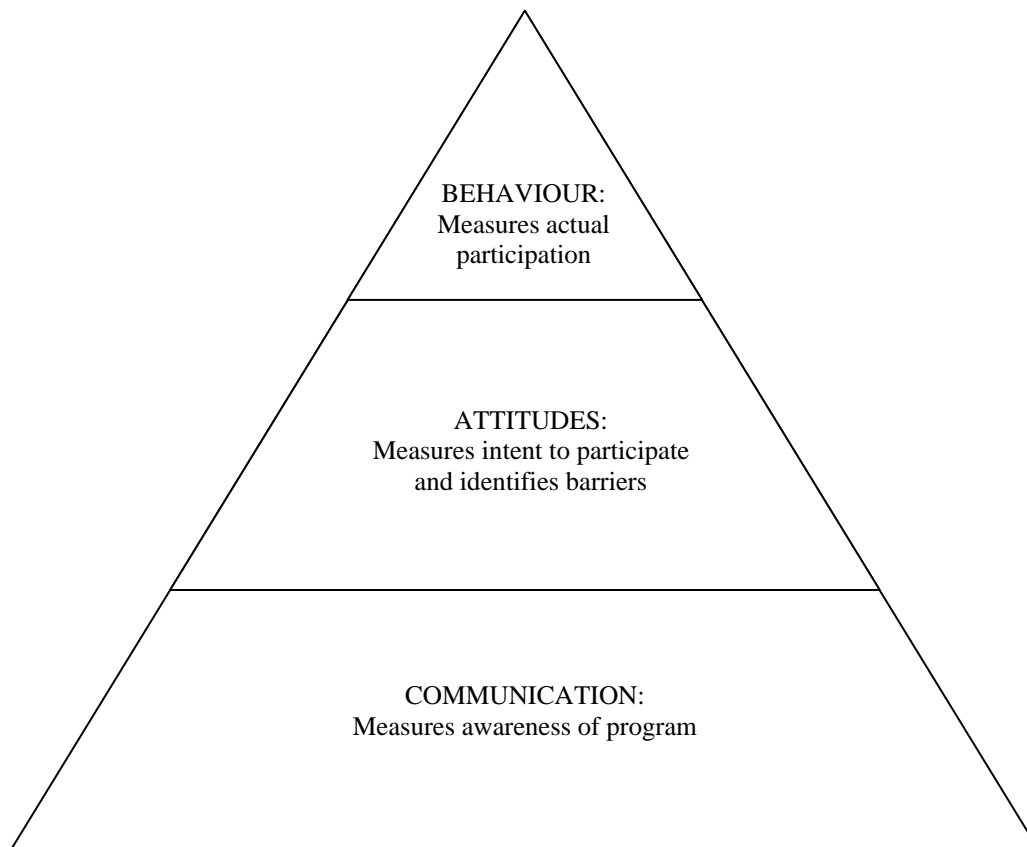 BEHAVIOUR:
Measures actual
participation
ATTITUDES:
Measures intent to participate
and identifies barriers
COMMUNICATION:
Measures awareness of program